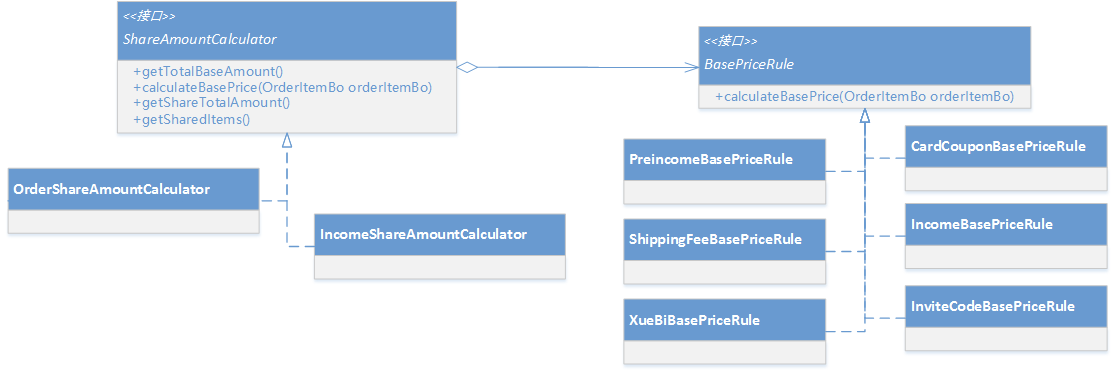 <<接口>>
ShareAmountCalculator
+getTotalBaseAmount()
+calculateBasePrice(OrderItemBo orderItemBo)
+getShareTotalAmount()
+getSharedItems()
<<接口>>
BasePriceRule
+calculateBasePrice(OrderItemBo orderItemBo)
OrderShareAmountCalculator
IncomeShareAmountCalculator
PreincomeBasePriceRule
CardCouponBasePriceRule
ShippingFeeBasePriceRule
IncomeBasePriceRule
XueBiBasePriceRule
InviteCodeBasePriceRule